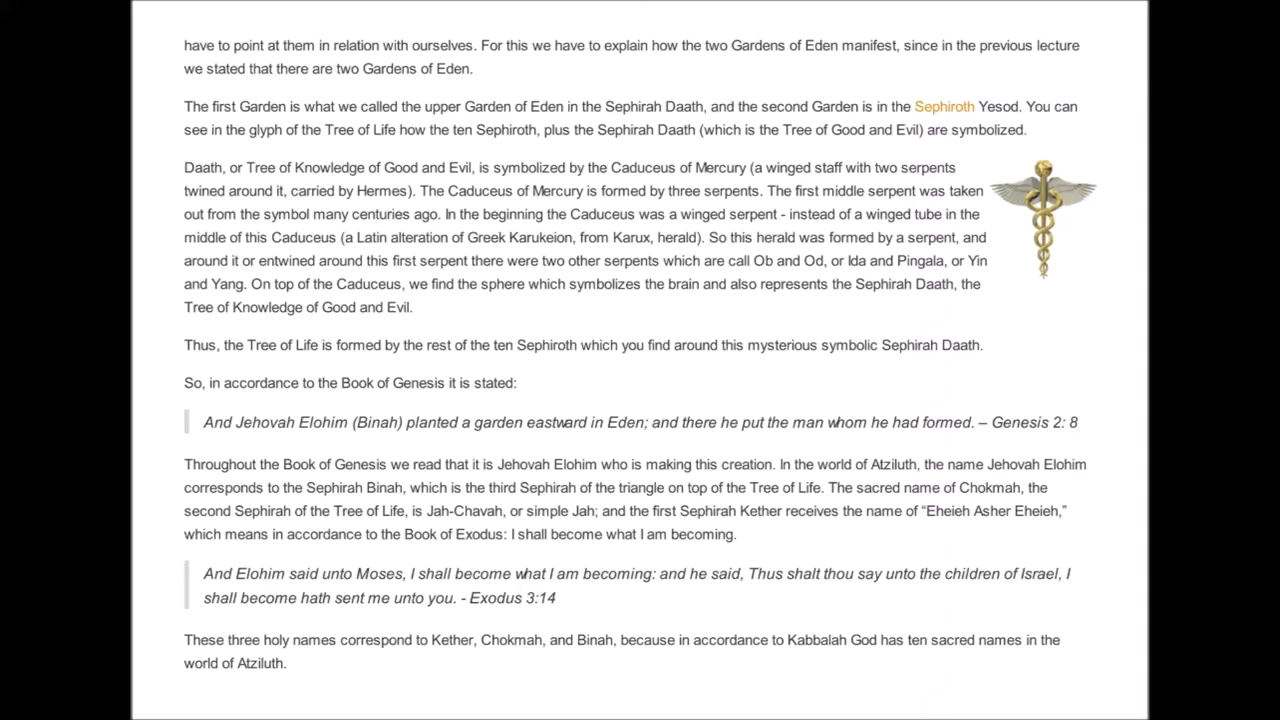 have to point at them in relation with ourselves. For this we have to explain how the two Gardens of Eden manifest, since in the previous lecture
we stated that there are two Gardens of Eden.
The first Garden is what we called the upper Garden of Eden in the Sephirah Daath, and the second Garden is in the Sephiroth Yesod. You can
see in the glyph of the Tree of Life how the ten Sephiroth, plus the Sephirah Daath (which is the Tree of Good and Evil) are symbolized.
Daath, or Tree of Knowledge of Good and Evil, is symbolized by the Caduceus of Mercury (a winged staff with two serpents
twined around it, carried by Hermes). The Caduceus of Mercury is formed by three serpents. The first middle serpent was taken
out from the symbol many centuries ago. In the beginning the Caduceus was a winged serpent - instead of a winged tube in the
middle of this Caduceus (a Latin alteration of Greek Karukeion, from Karux, herald). So this herald was formed by a serpent, and
around it or entwined around this first serpent there were two other serpents which are call Ob and Od, or Ida and Pingala, or Yin
and Yang. On top of the Caduceus, we find the sphere which symbolizes the brain and also represents the Sephirah Daath, the
Tree of Knowledge of Good and Evil.
Thus, the Tree of Life is formed by the rest of the ten Sephiroth which you find around this mysterious symbolic Sephirah Daath.
So, in accordance to the Book of Genesis it is stated:
And Jehovah Elohim (Binah) planted a garden eastward in Eden; and there he put the man whom he had formed. – Genesis 2: 8
Throughout the Book of Genesis we read that it is Jehovah Elohim who is making this creation. In the world of Atziluth, the name Jehovah Elohim
corresponds to the Sephirah Binah, which is the third Sephirah of the triangle on top of the Tree of Life. The sacred name of Chokmah, the
second Sephirah of the Tree of Life, is Jah-Chavah, or simple Jah; and the first Sephirah Kether receives the name of “Eheieh Asher Eheieh,”
which means in accordance to the Book of Exodus: I shall become what I am becoming.
And Elohim said unto Moses, I shall become what I am becoming: and he said, Thus shalt thou say unto the children of Israel, I
shall become hath sent me unto you. - Exodus 3:14
These three holy names correspond to Kether, Chokmah, and Binah, because in accordance to Kabbalah God has ten sacred names in the
world of Atziluth.